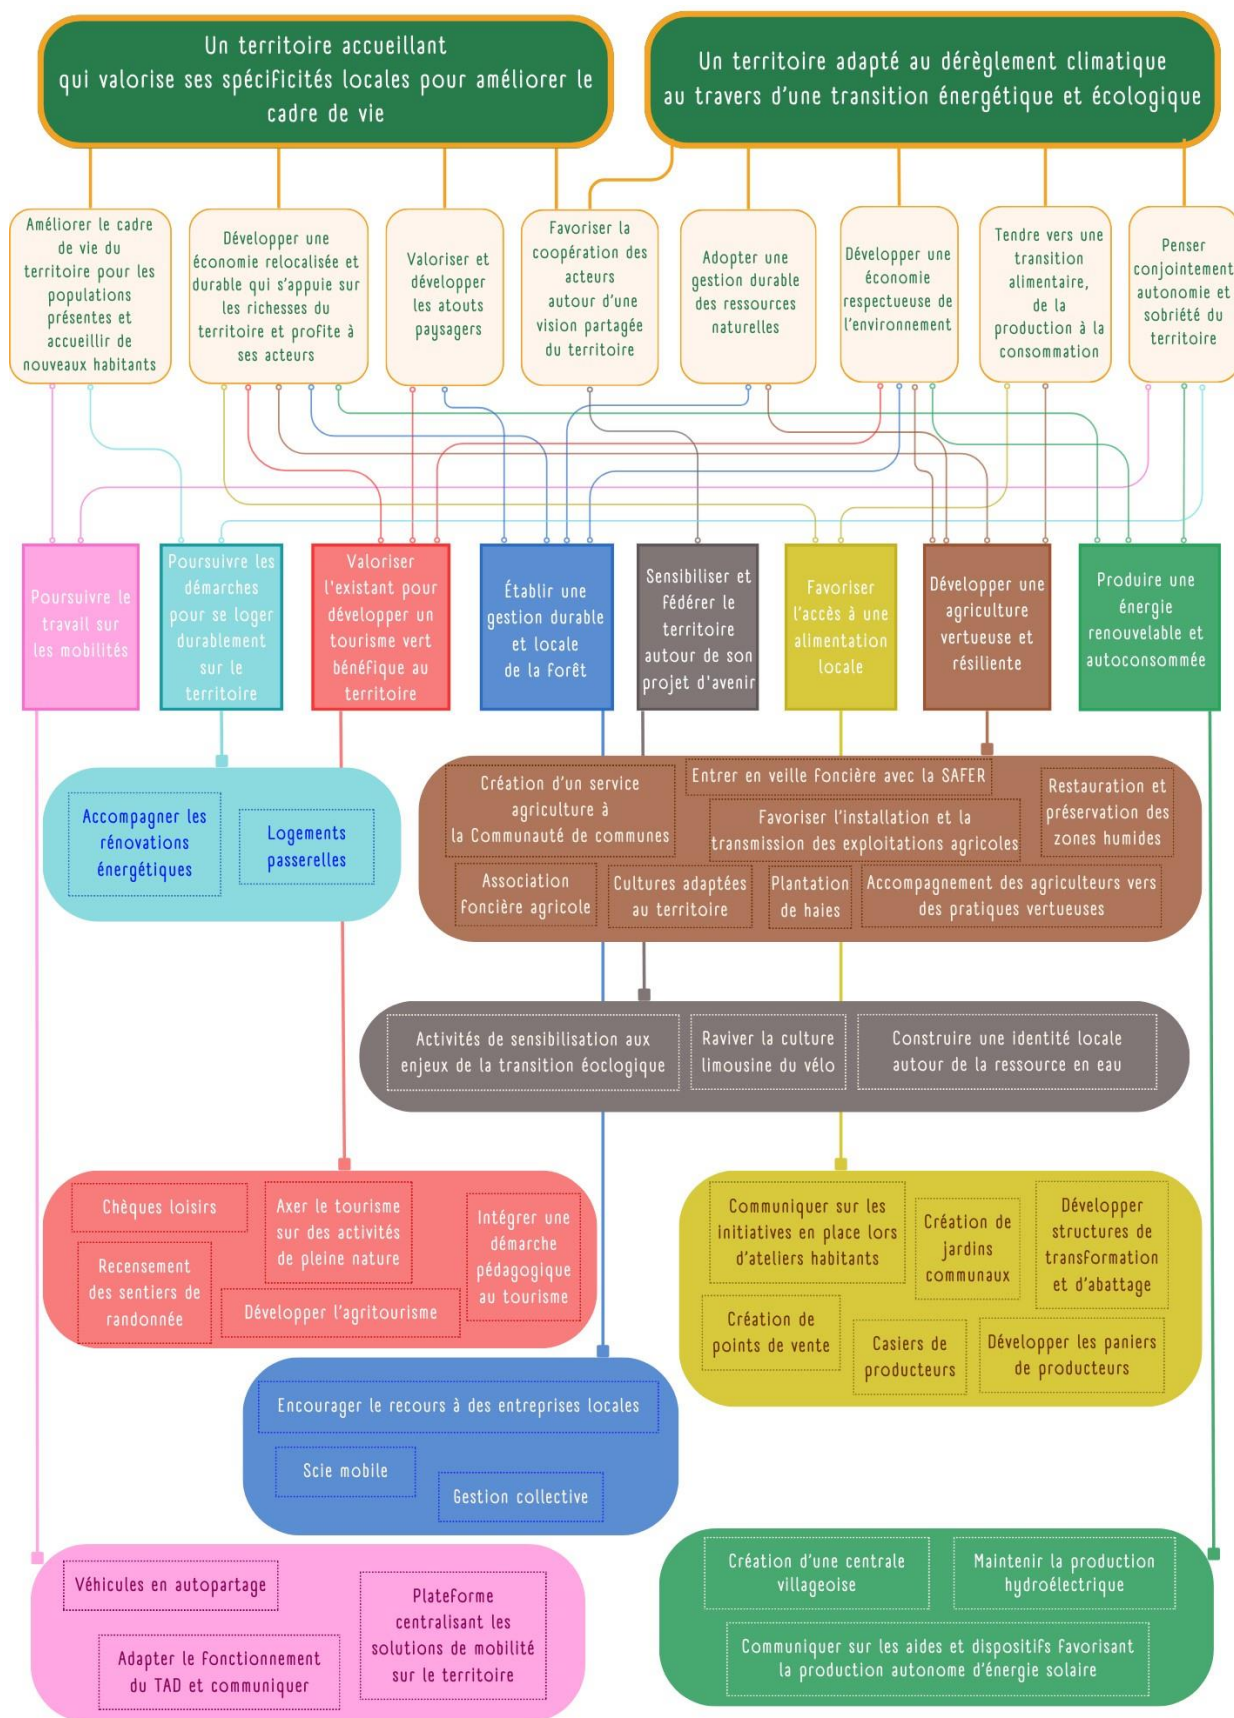 Un territoire accueillant
qui valorise ses spécificités locales pour améliorer le
cadre de vie
Un territoire adapté au dérèglement climatique
au travers d'une transition énergétique et écologique
Améliorer le cadre
de vie du
territoire pour les
populations
présentes et
accueillir de
nouveaux habitants
Développer une
économie relocalisée et
durable qui s'appuie sur
les richesses du
territoire et profite à
ses acteurs
Valoriser et
développer
les atouts
paysagers
Favoriser la
coopération des
acteurs
autour d'une
vision partagée
du territoire
Adopter une
gestion durable
des ressources
naturelles
Développer une
économie
respectueuse de
l'environnement
Tendre vers une
transition
alimentaire,
de la
production à la
consommation
Penser
conjointement
autonomie et
sobriété du
territoire
Poursuivre le
travail sur
les mobilités
Poursuivre les
démarches
pour se loger
durablement
sur le
territoire
Valoriser
l'existant pour
développer un
tourisme vert
bénéfique au
territoire
Établir une
gestion durable
et locale
de la forêt
Sensibiliser et
fédérer le
territoire
autour de son
projet d'avenir
Favoriser
l'accès à une
alimentation
locale
Développer une
agriculture
vertueuse et
résiliente
Produire une
énergie
renouvelable et
autoconsommée
Accompagner les
rénovations
énergétiques
Logements
passerelles
Création d'un service
agriculture à
la Communauté de communes
Entrer en veille foncière avec la SAFER
Favoriser l'installation et la
transmission des exploitations agricoles
Restauration et
préservation des
zones humides
Association
foncière agricole
Cultures adaptées
au territoire
Plantation
de haies
Accompagnement des agriculteurs vers
des pratiques vertueuses
Activités de sensibilisation aux
enjeux de la transition éoclogique
Raviver la culture
limousine du vélo
Construire une identité locale
autour de la ressource en eau
Chèques loisirs
Axer le tourisme
sur des activités
de pleine nature
Intégrer une
démarche
pédagogique
au tourisme
Recensement
des sentiers de
randonnée
Développer l'agritourisme
Communiquer sur les
initiatives en place lors
d'ateliers habitants
Création de
jardins
communaux
Développer
structures de
transformation
et d'abattage
Création de
points de vente
Casiers de
producteurs
Développer les paniers
de producteurs
Encourager le recours à des entreprises locales
Scie mobile
Gestion collective
Véhicules en autopartage
Plateforme
centralisant les
solutions de mobilité
sur le territoire
Adapter le fonctionnement
du TAD et communiquer
Création d'une centrale
villageoise
Maintenir la production
hydroélectrique
Communiquer sur les aides et dispositifs favorisant
la production autonome d'énergie solaire